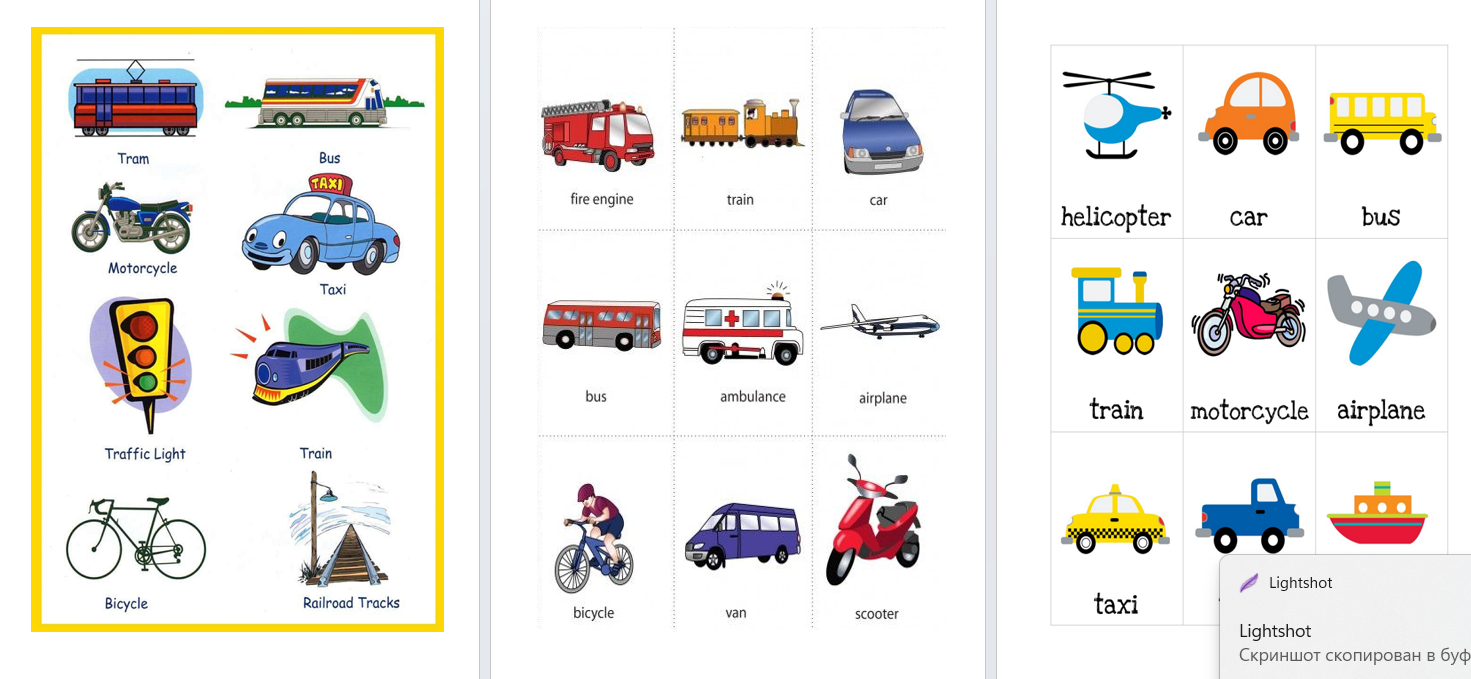 Tram
Bus
TAXI
Motorcycle
Taxi
Traffic Light
Train
Bicycle
Railroad Tracks
fire engine
train
car
bus
ambulance
airplane
bicycle
van
scooter
helicopter
car
bus
train
motorcycle
airplane
taxi
Lightshot
Lightshot
Скриншот скопирован в буф